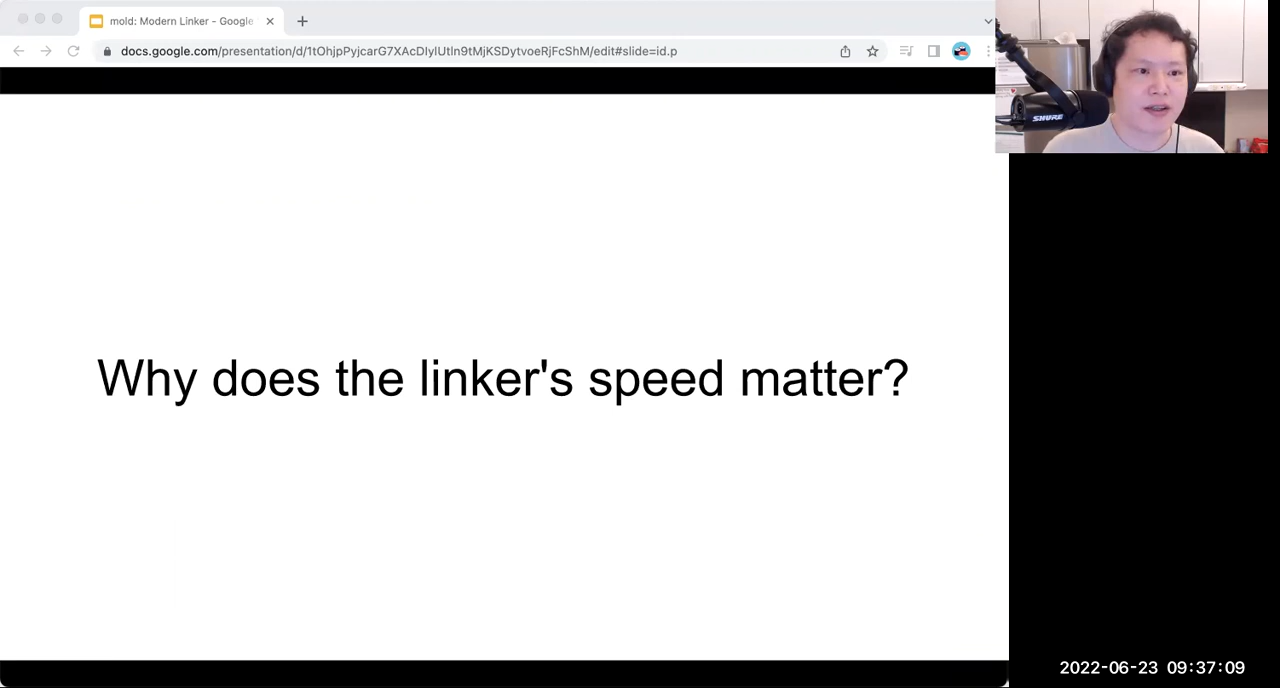 mold: Modern Linker - Google
docs.google.com/presentation/d/1tOhjpPyjcarG7XAcDIylUtIn9tMjKSDytvoeRjFcShM/edit#slide=id.p
SHURE
Why does the linker's speed matter?
2022-06-23 09:37:09